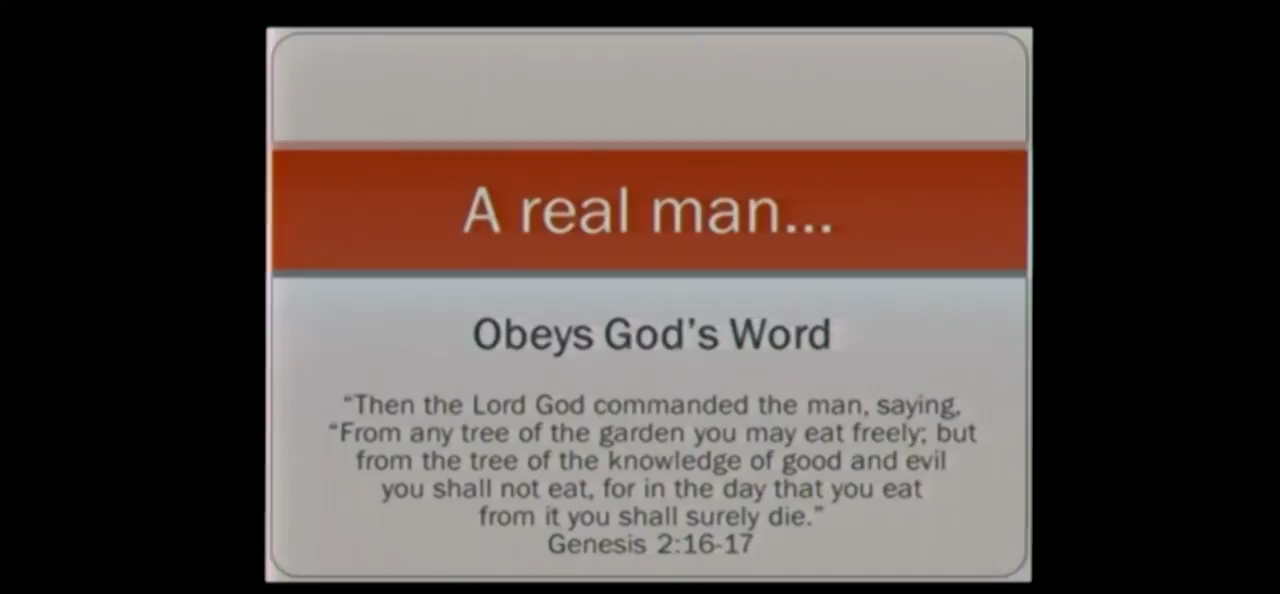 A real man...
Obeys God's Word
"Then the Lord God commanded the man, saying,
"From any tree of the garden you may eat freely; but
from the tree of the knowledge of good and evil
you shall not eat, for in the day that you eat
from it you shall surely die."
Genesis 2:16-17